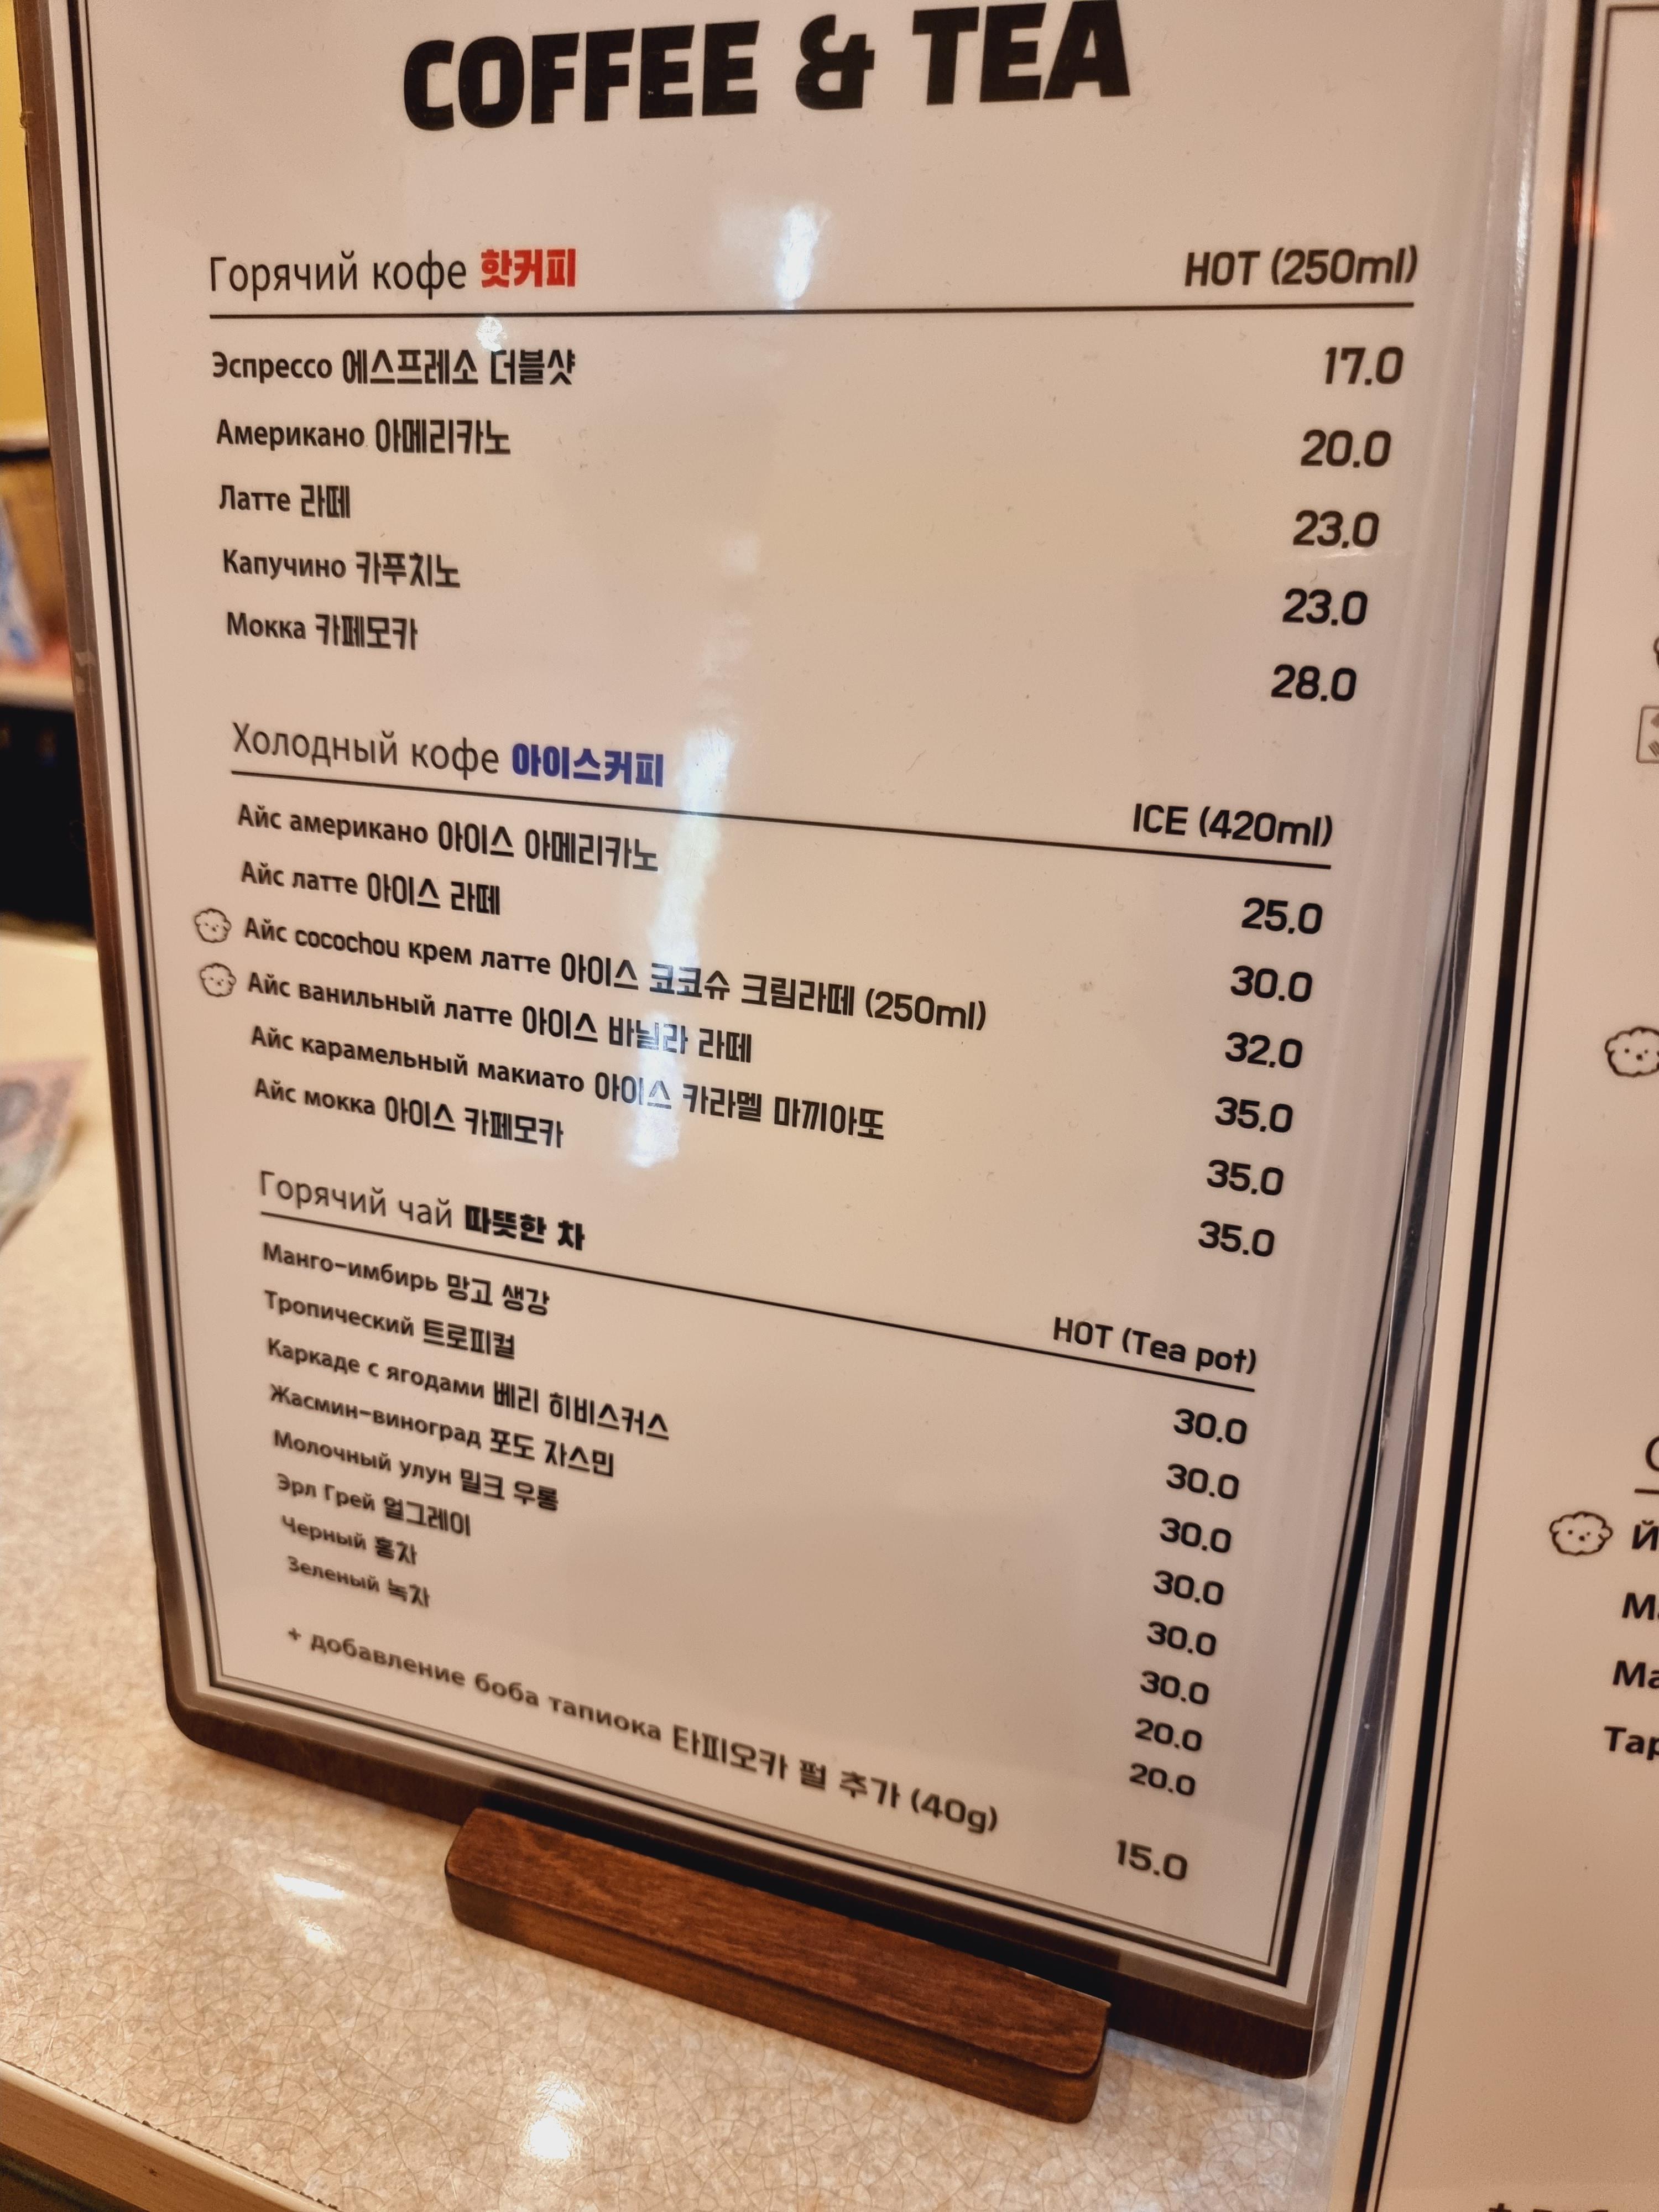 COFFEE & TEA
Горячий кофе 핫커피 HOT (250ml)
Эспрессо 에스프레소 더블샷 17.0
Американо 아메리카노 20.0
Латте 라떼 23.0
Капучино 카푸치노 23.0
Мокка 카페모카 28.0
Холодный кофе 아이스커피 ICE (420ml)
Айс американо 아이스 아메리카노 25.0
Айс латте 아이스 라떼 30.0
Айс cocochou крем латте 아이스 코코슈 크림라떼 (250ml) 32.0
Айс ванильный латте 아이스 바닐라 라떼 35.0
Айс карамельный макиато 아이스 카라멜 마끼아또 35.0
Айс мокка 아이스 카페모카 35.0
Горячий чай 따뜻한 차 HOT (Tea pot)
Манго-имбирь 망고 생강 30.0
Тропический 트로피컬 30.0
Каркаде с ягодами 베리 히비스커스 30.0
Жасмин-виноград 포도 자스민 30.0
Молочный улун 밀크 우롱 30.0
Эрл Грей 얼그레이 30.0
Черный 홍차 20.0
Зеленый 녹차 20.0
+ добавление боба тапиока 타피오카 펄 추가 (40g) 15.0